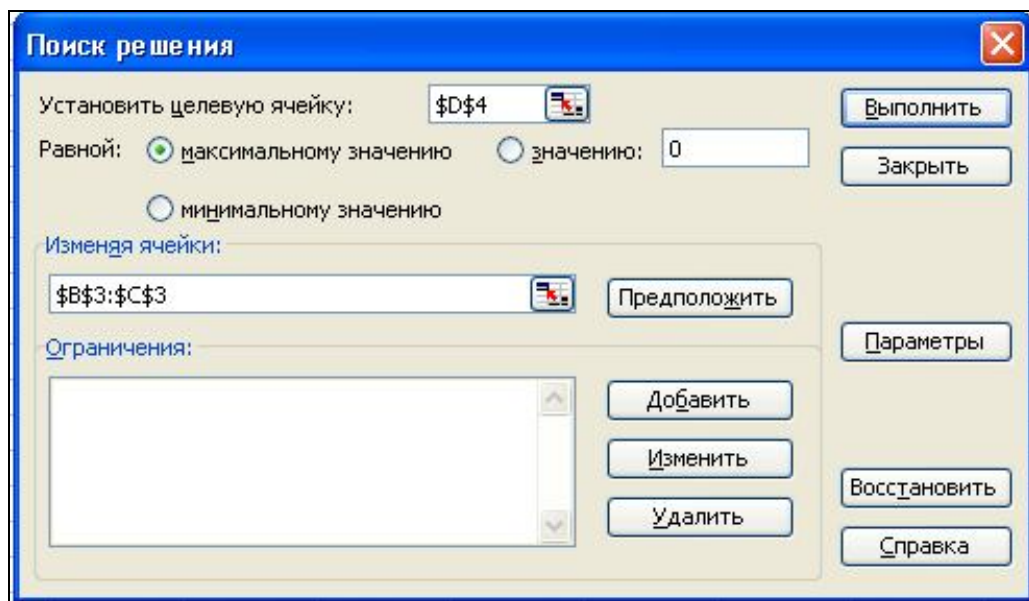 Поиск решения
Установить целевую ячейку: $D$4
Выполнить
Равной: максимальному значению значению: 0
Закрыть
минимальному значению
Изменяя ячейки:
$B$3:$C$3
Предположить
Параметры
Ограничения:
Добавить
Изменить
Удалить
Восстановить
Справка